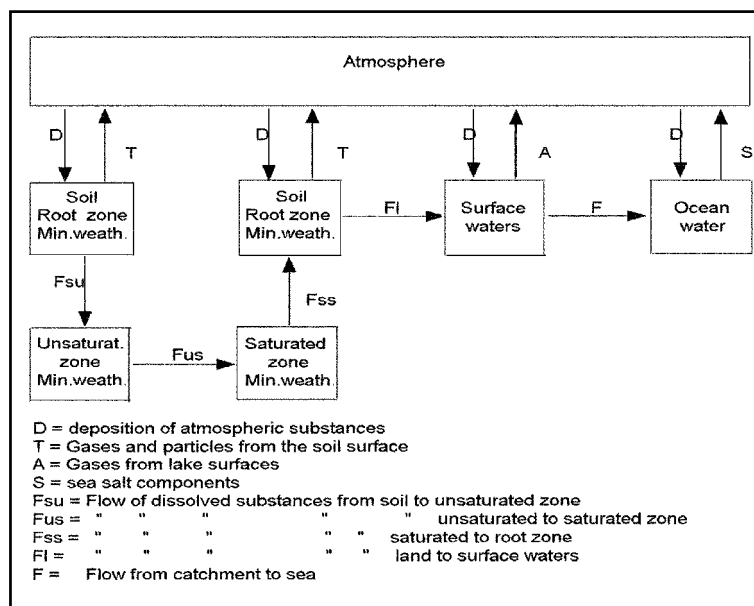 Atmosphere
D
T
D
T
D
A
D
S
Soil
Root zone
Min.weath.
Soil
Root zone
Min.weath.
Fl
Surface
waters
F
Ocean
water
Fsu
Fss
Unsaturat.
zone
Min.weath.
Fus
Saturated
zone
Min.weath.
D = deposition of atmospheric substances
T = Gases and particles from the soil surface
A = Gases from lake surfaces
S = sea salt components
Fsu = Flow of dissolved substances from soil to unsaturated zone
Fus = " " " " " unsaturated to saturated zone
Fss = " " " " " saturated to root zone
Fl = " " " " " land to surface waters
F = Flow from catchment to sea